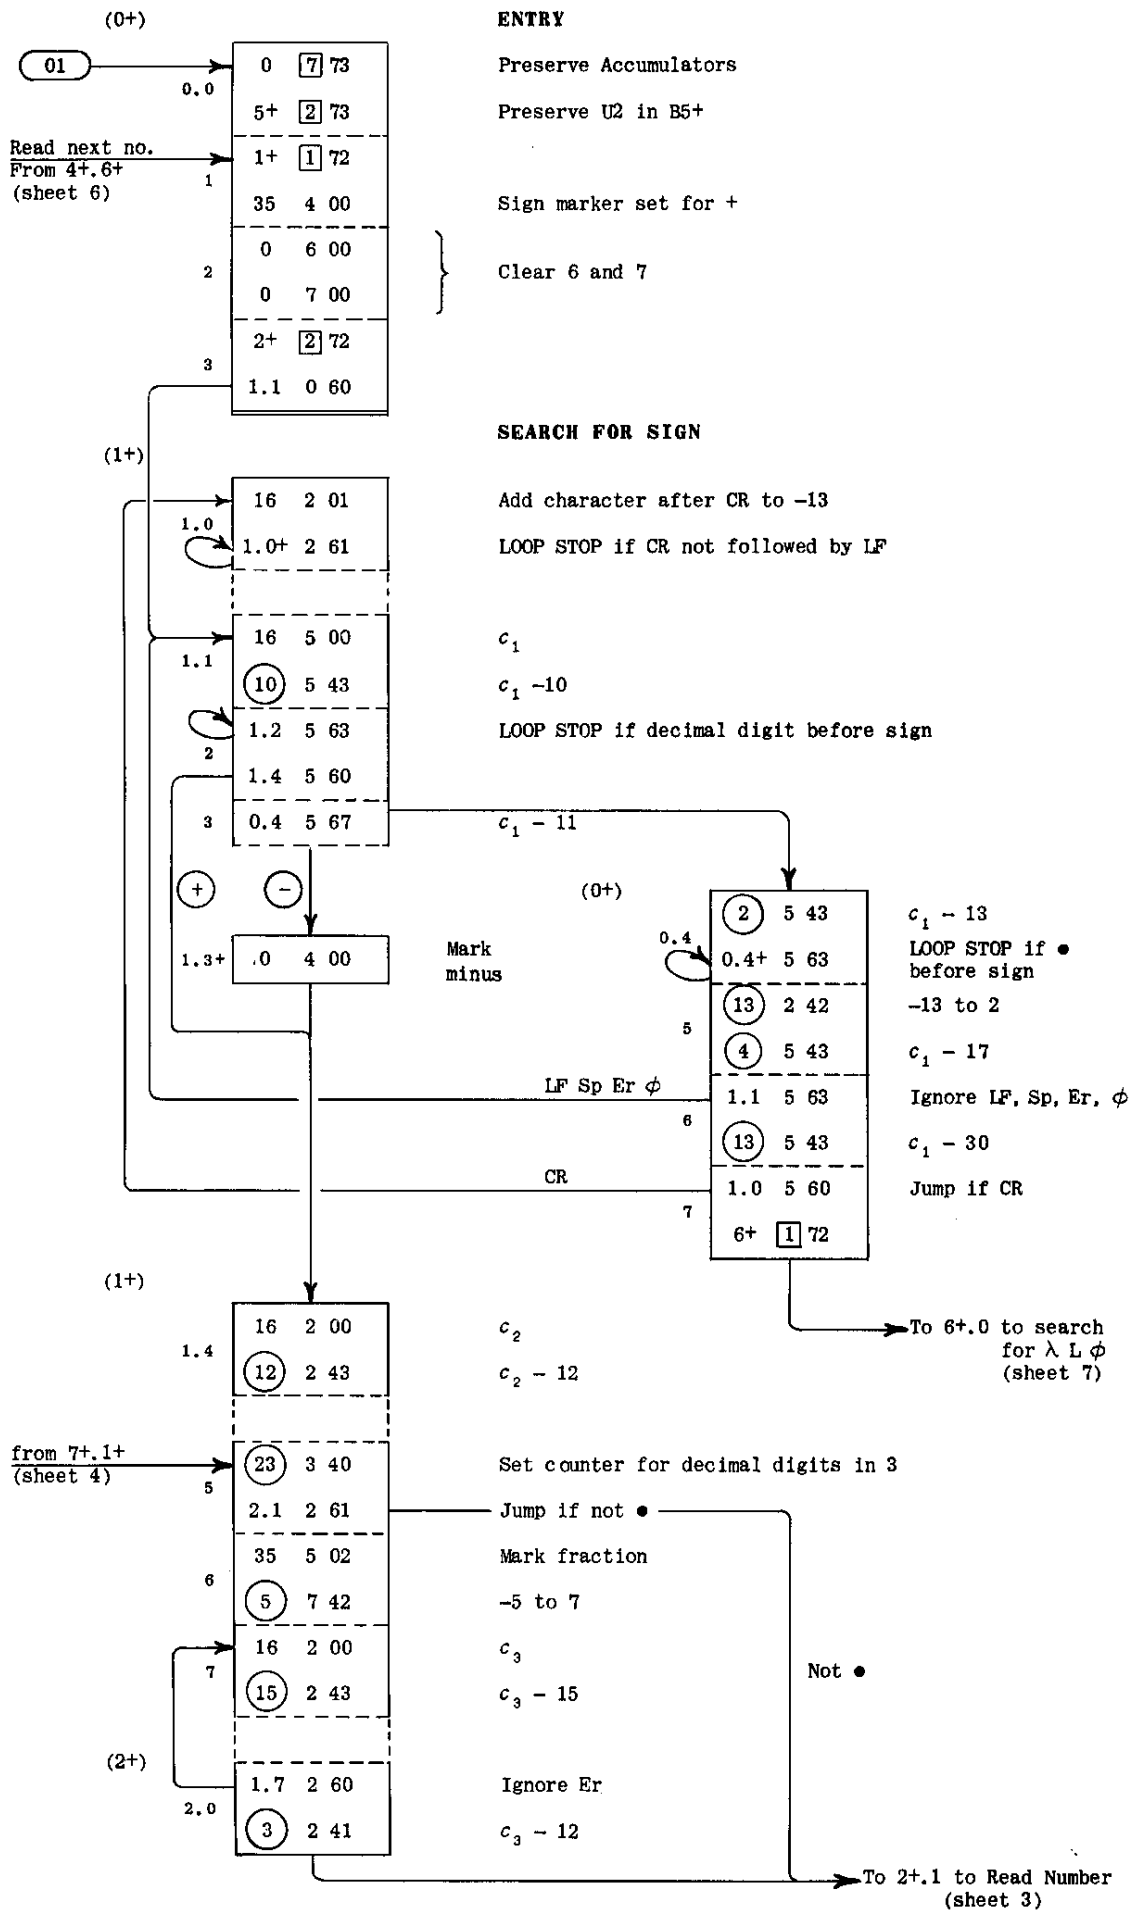 (0+) ENTRY
01 0 7 73 Preserve Accumulators
0.0
5+ 2 73 Preserve U2 in B5+
Read next no.
From 4+.6+ 1+ 1 72
(sheet 6) 1
35 4 00 Sign marker set for +
0 6 00
2 Clear 6 and 7
0 7 00
2+ 2 72
3
1.1 0 60
SEARCH FOR SIGN
(1+)
16 2 01 Add character after CR to -13
1.0
1.0+ 2 61 LOOP STOP if CR not followed by LF
16 5 00 c1
1.1
10 5 43 c1 -10
1.2 5 63 LOOP STOP if decimal digit before sign
2
1.4 5 60
3 0.4 5 67 c1 - 11
+ -
(0+)
2 5 43 c1 - 13
0.4
0.4+ 5 63 LOOP STOP if ●
before sign
1.3+ .0 4 00 Mark
minus
13 2 42 -13 to 2
5
4 5 43 c1 - 17
LF Sp Er φ
1.1 5 63 Ignore LF, Sp, Er, φ
6
13 5 43 c1 - 30
CR
1.0 5 60 Jump if CR
7
6+ 1 72
(1+)
16 2 00 c2
To 6+.0 to search
for λ L φ
(sheet 7)
1.4
12 2 43 c2 - 12
from 7+.1+
(sheet 4)
23 3 40 Set counter for decimal digits in 3
5
2.1 2 61 Jump if not ●
35 5 02 Mark fraction
6
5 7 42 -5 to 7
16 2 00 c3
7
Not ●
15 2 43 c3 - 15
(2+)
1.7 2 60 Ignore Er
2.0
3 2 41 c3 - 12
To 2+.1 to Read Number
(sheet 3)